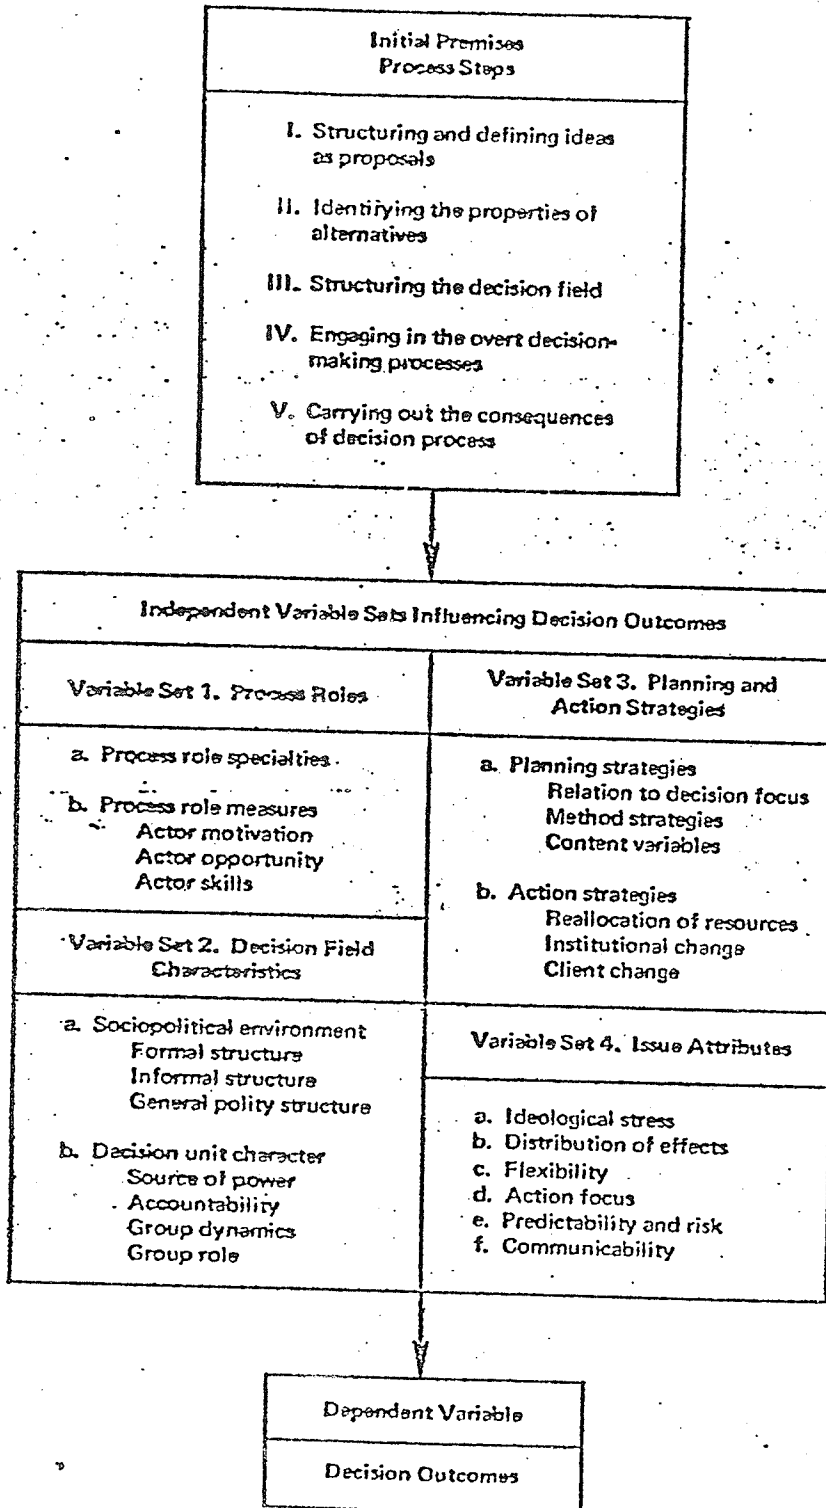 Initial Premises
Process Steps
I. Structuring and defining ideas
as proposals
II. Identifying the properties of
alternatives
III. Structuring the decision field
IV. Engaging in the overt decision-
making processes
V. Carrying out the consequences
of decision process
Independent Variable Sets Influencing Decision Outcomes
Variable Set 1. Process Roles
a. Process role specialties
b. Process role measures
Actor motivation
Actor opportunity
Actor skills
Variable Set 2. Decision Field
Characteristics
a. Sociopolitical environment
Formal structure
Informal structure
General polity structure
b. Decision unit character
Source of power
Accountability
Group dynamics
Group role
Variable Set 3. Planning and
Action Strategies
a. Planning strategies
Relation to decision focus
Method strategies
Content variables
b. Action strategies
Reallocation of resources
Institutional change
Client change
Variable Set 4. Issue Attributes
a. Ideological stress
b. Distribution of effects
c. Flexibility
d. Action focus
e. Predictability and risk
f. Communicability
Dependent Variable
Decision Outcomes